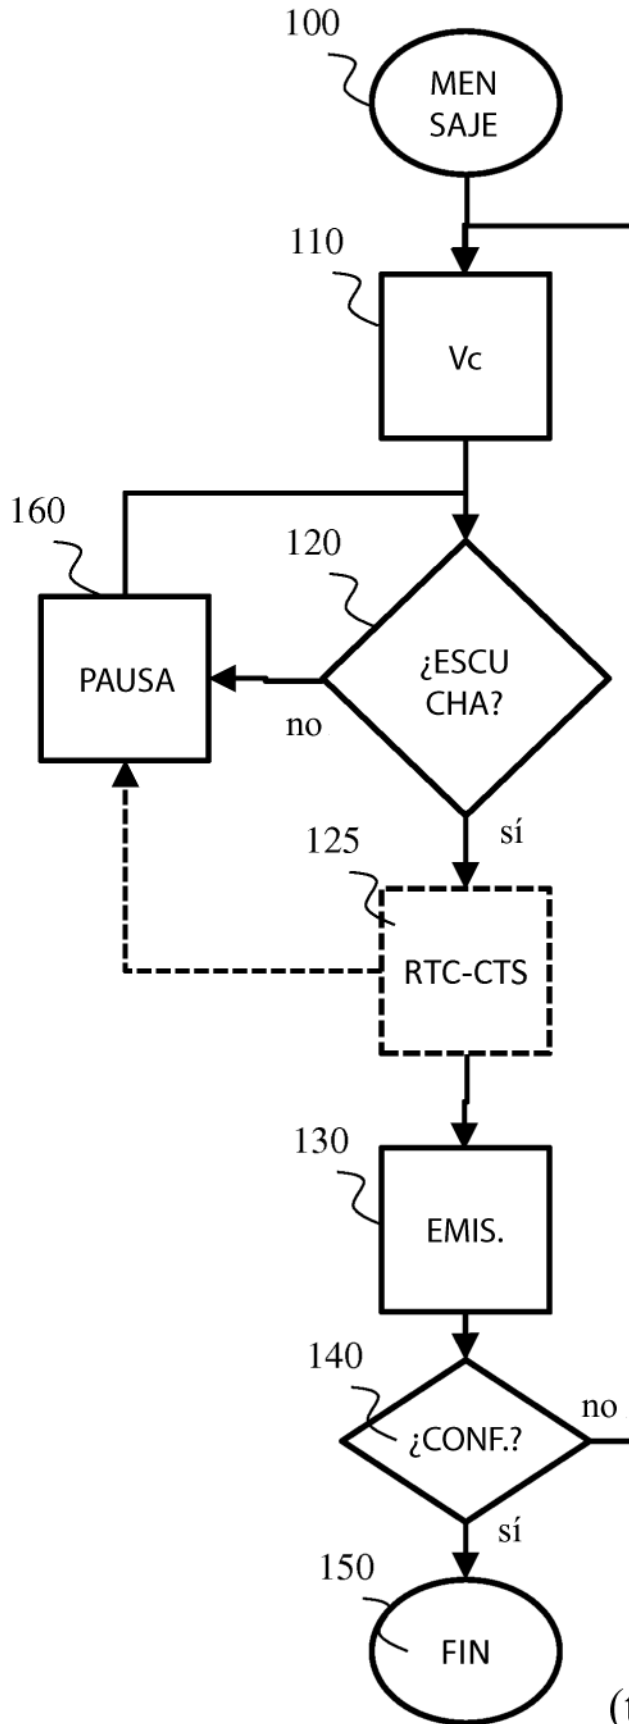 100
MEN
SAJE
110
Vc
160
120
PAUSA
¿ESCU
CHA?
no
sí
125
RTC-CTS
130
EMIS.
140
¿CONF.?
no
sí
150
FIN
(t